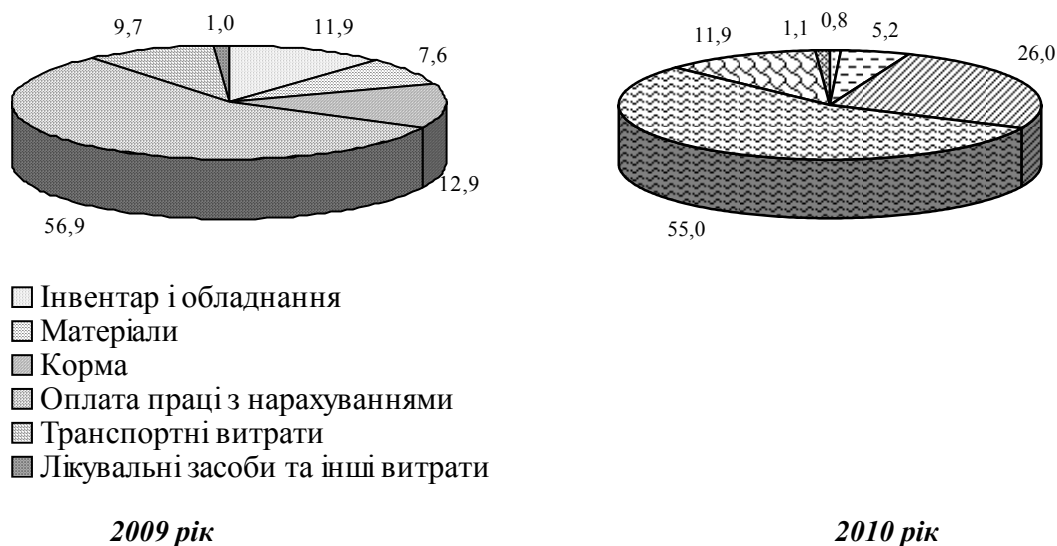 9,7 1,0 11,9 7,6 12,9 56,9
11,9 1,1 0,8 5,2 26,0 55,0
Інвентар і обладнання
Матеріали
Корма
Оплата праці з нарахуваннями
Транспортні витрати
Лікувальні засоби та інші витрати
2009 рік
2010 рік